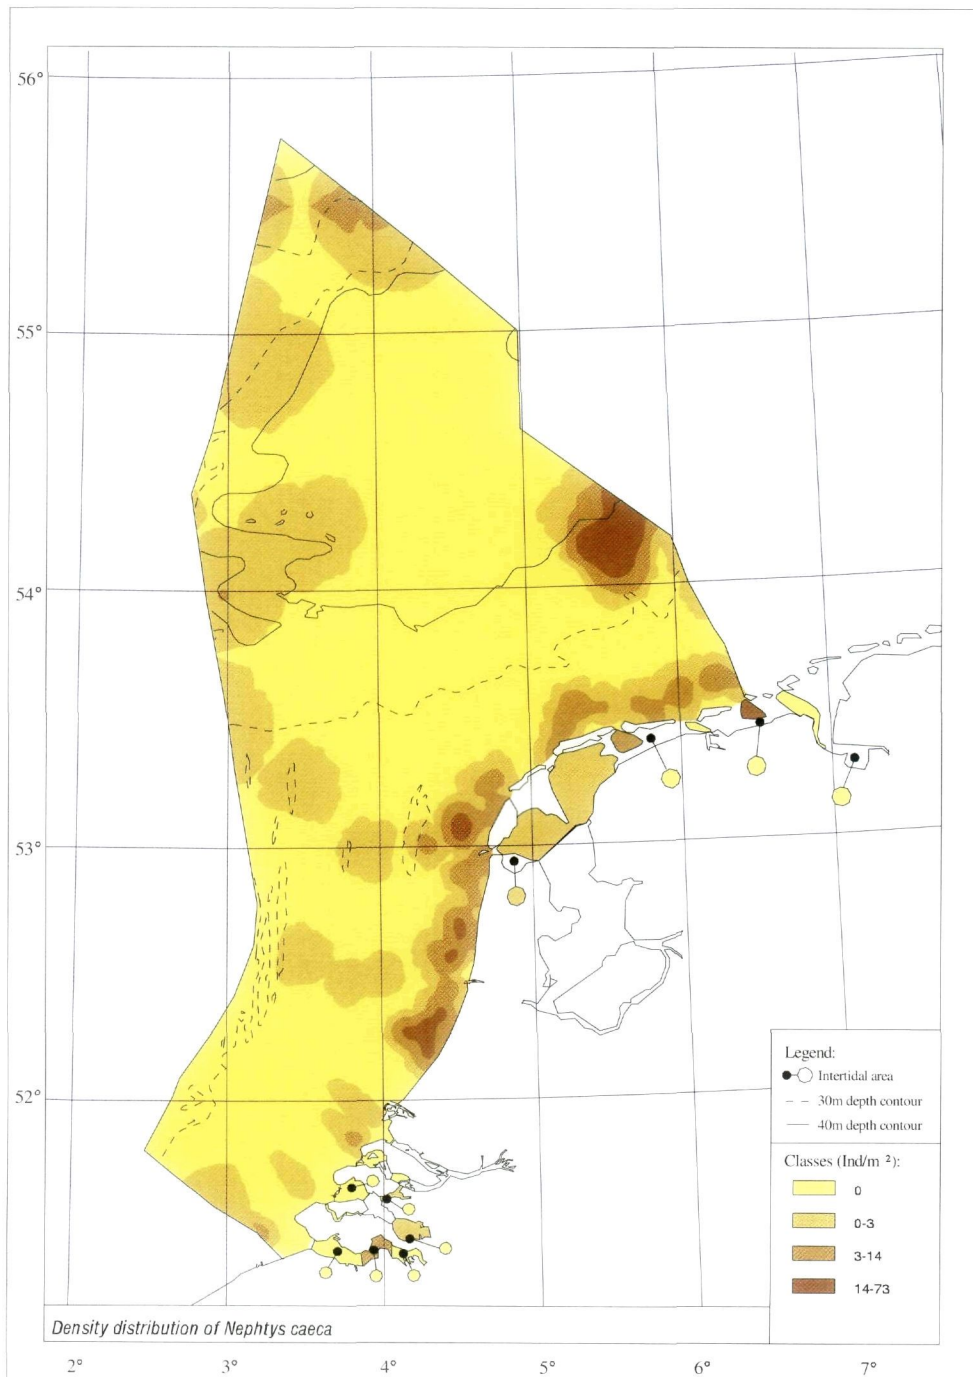 56°
55°
54°
53°
52°
Legend:
Intertidal area
30m depth contour
40m depth contour
Classes (Ind/m ²):
0
0-3
3-14
14-73
Density distribution of Nephtys caeca
2° 3° 4° 5° 6° 7°